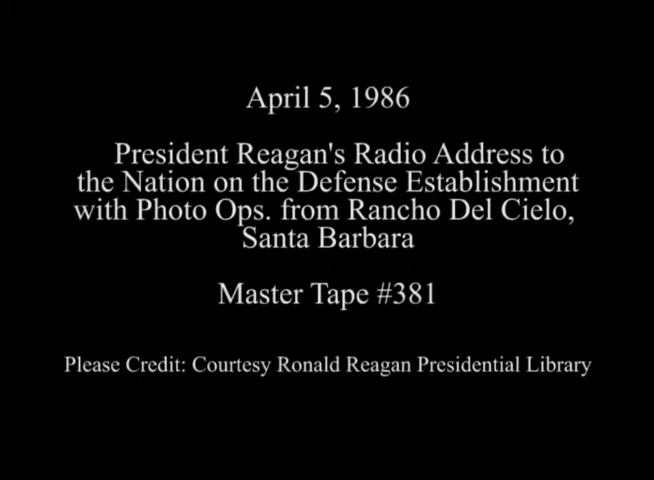 April 5, 1986
President Reagan's Radio Address to
the Nation on the Defense Establishment
with Photo Ops. from Rancho Del Cielo,
Santa Barbara
Master Tape #381
Please Credit: Courtesy Ronald Reagan Presidential Library